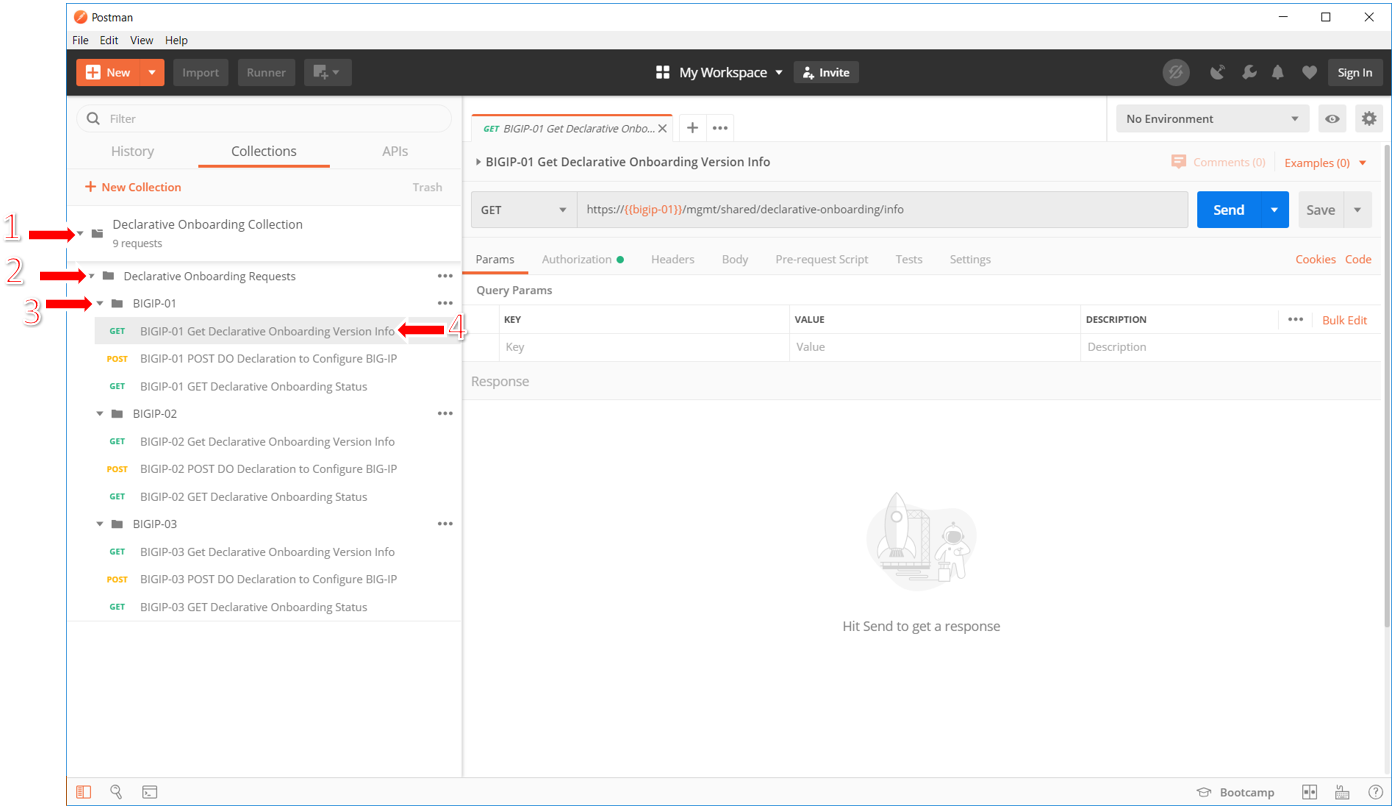 Postman
File Edit View Help
New Import Runner My Workspace Invite Sign In
Filter
History Collections APIs
New Collection Trash
1 Declarative Onboarding Collection
9 requests
2 Declarative Onboarding Requests
3 BIGIP-01
GET BIGIP-01 Get Declarative Onboarding Version Info 4
POST BIGIP-01 POST DO Declaration to Configure BIG-IP
GET BIGIP-01 GET Declarative Onboarding Status
BIGIP-02
GET BIGIP-02 Get Declarative Onboarding Version Info
POST BIGIP-02 POST DO Declaration to Configure BIG-IP
GET BIGIP-02 GET Declarative Onboarding Status
BIGIP-03
GET BIGIP-03 Get Declarative Onboarding Version Info
POST BIGIP-03 POST DO Declaration to Configure BIG-IP
GET BIGIP-03 GET Declarative Onboarding Status
GET BIGIP-01 Get Declarative Onbo...
No Environment
BIGIP-01 Get Declarative Onboarding Version Info
Comments (0) Examples (0)
GET https://{{bigip-01}}/mgmt/shared/declarative-onboarding/info Send Save
Params Authorization Headers Body Pre-request Script Tests Settings Cookies Code
Query Params
KEY VALUE DESCRIPTION Bulk Edit
Key Value Description
Response
Hit Send to get a response
Bootcamp